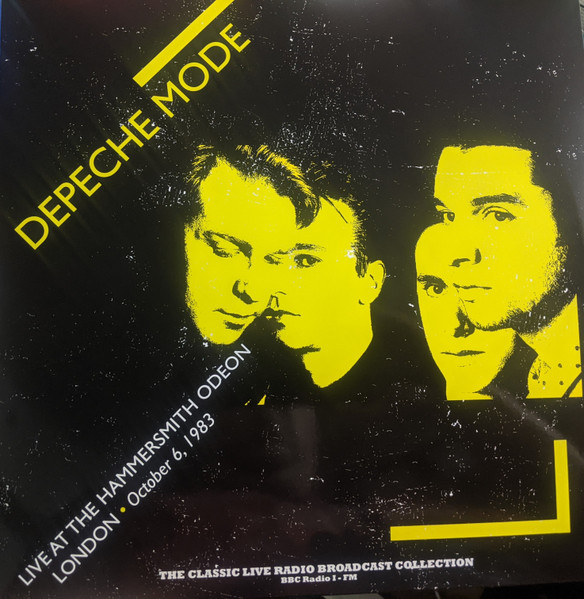 DEPECHE MODE
LIVE AT THE HAMMERSMITH ODEON
LONDON • October 6, 1983
THE CLASSIC LIVE RADIO BROADCAST COLLECTION
BBC Radio 1 - FM